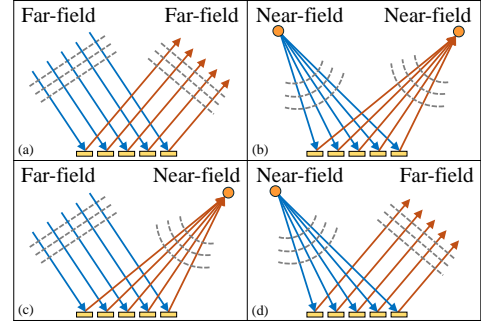 Far-field Far-field
(a)
Near-field Near-field
(b)
Far-field Near-field
(c)
Near-field Far-field
(d)